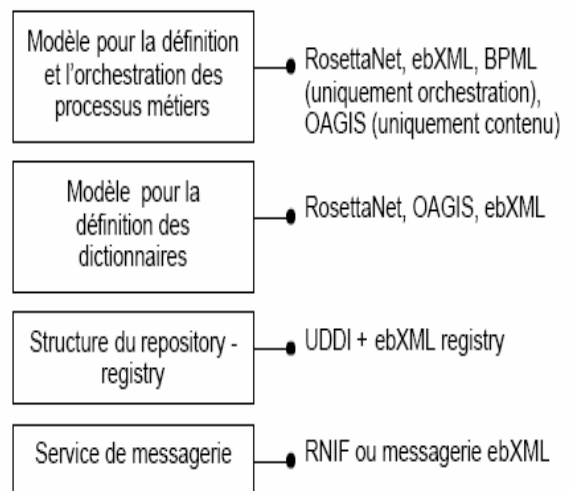 Modèle pour la définition
et l'orchestration des
processus métiers
RosettaNet, ebXML, BPML
(uniquement orchestration),
OAGIS (uniquement contenu)
Modèle pour la
définition des
dictionnaires
RosettaNet, OAGIS, ebXML
Structure du repository -
registry
UDDI + ebXML registry
Service de messagerie
RNIF ou messagerie ebXML